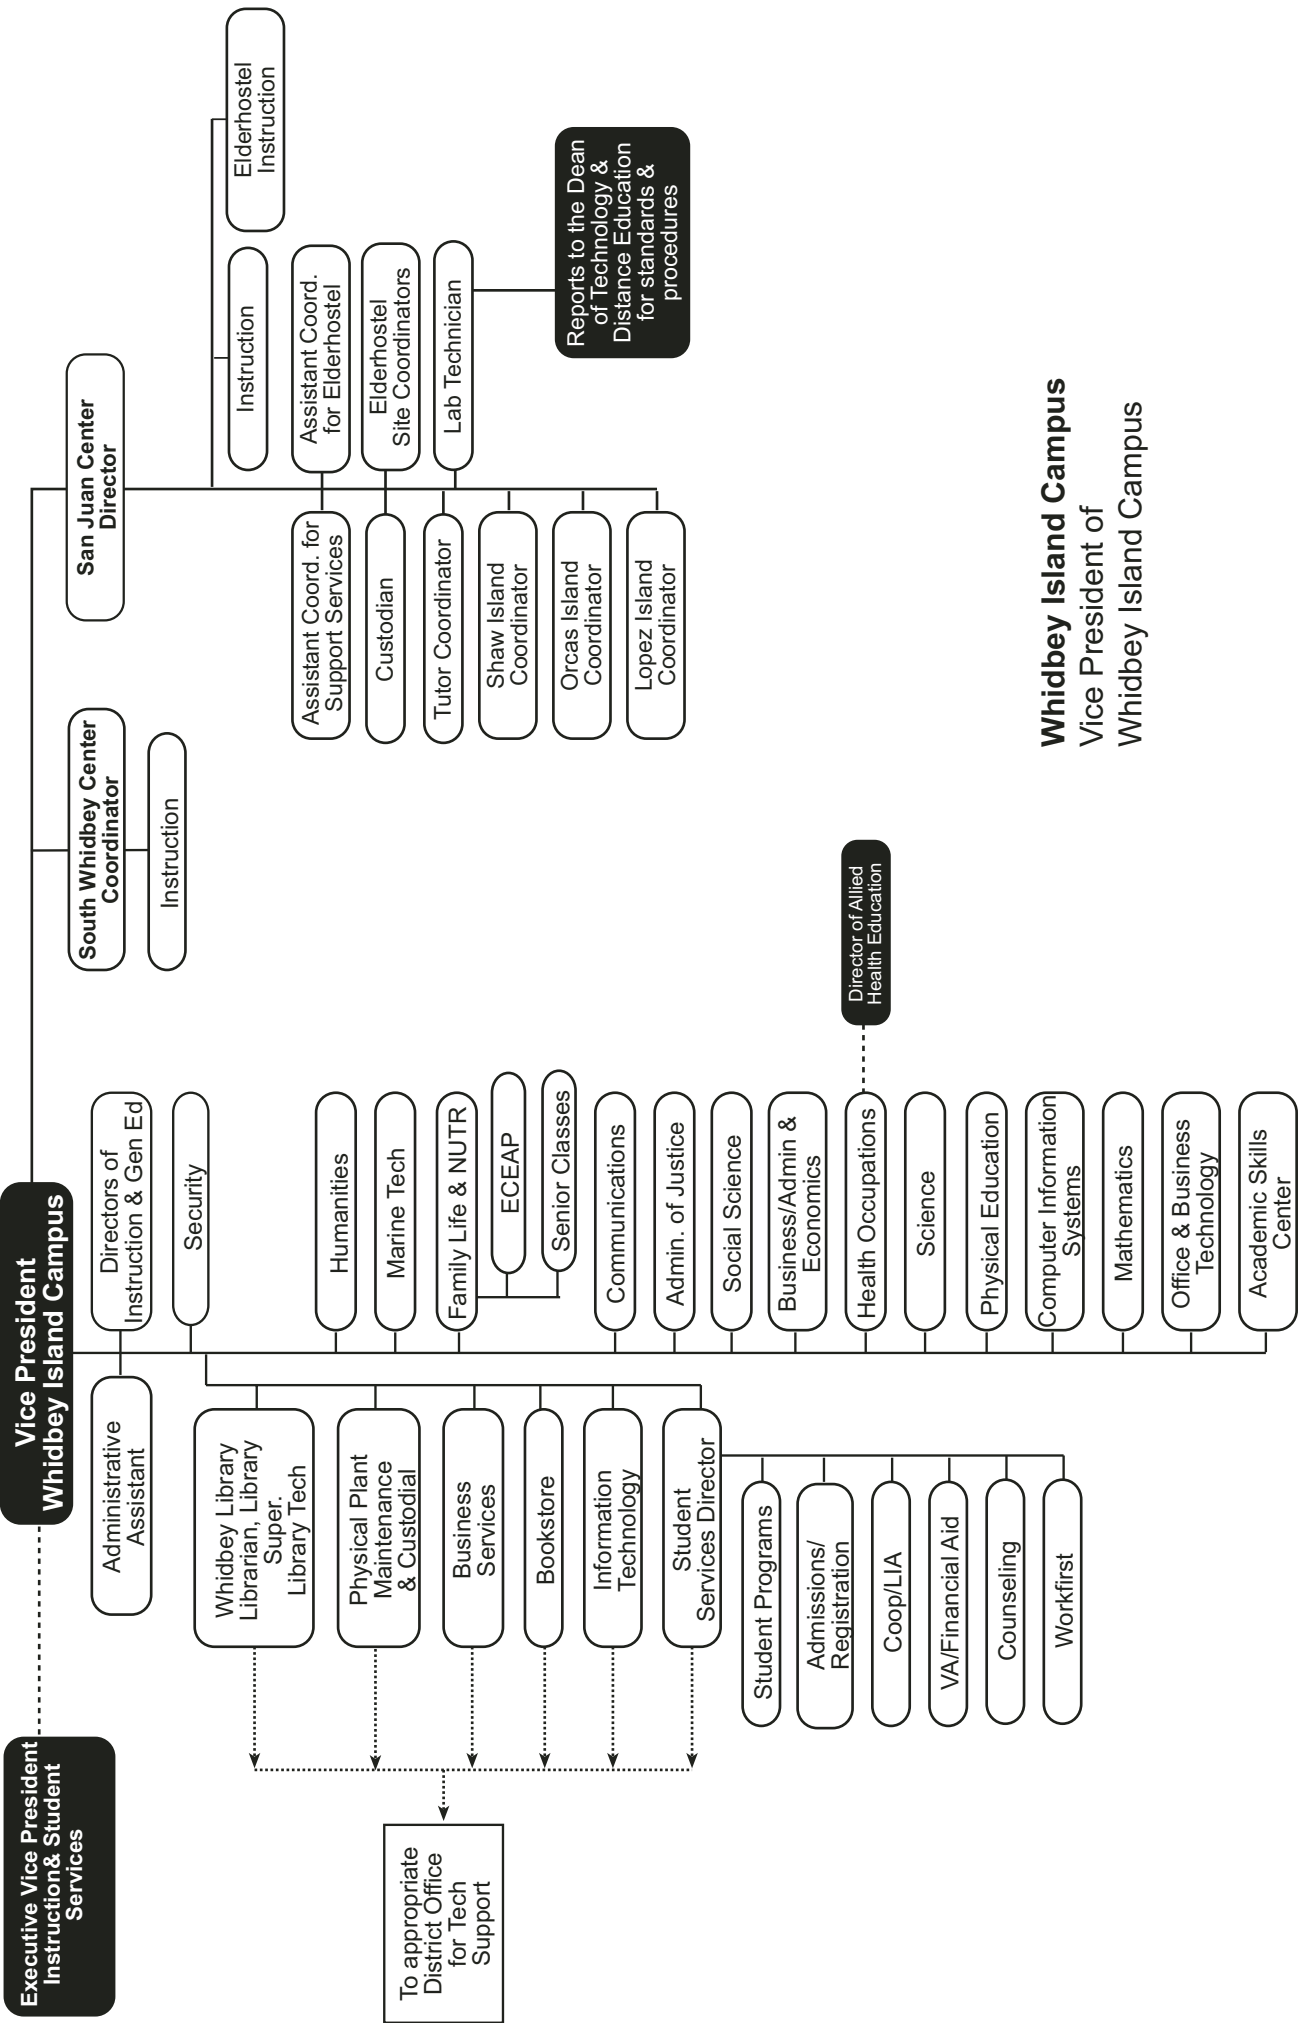 Executive Vice President
Instruction& Student
Services
Vice President
Whidbey Island Campus
South Whidbey Center
Coordinator
Instruction
San Juan Center
Director
Instruction
Elderhostel
Instruction
Assistant Coord. for
Support Services
Assistant Coord.
for Elderhostel
Custodian
Elderhostel
Site Coordinators
Tutor Coordinator
Lab Technician
Shaw Island
Coordinator
Orcas Island
Coordinator
Lopez Island
Coordinator
Reports to the Dean
of Technology &
Distance Education
for standards &
procedures
Administrative
Assistant
Directors of
Instruction & Gen Ed
Security
Whidbey Library
Librarian, Library
Super.
Library Tech
Physical Plant
Maintenance
& Custodial
Business
Services
Bookstore
Information
Technology
Student
Services Director
To appropriate
District Office
for Tech
Support
Student Programs
Admissions/
Registration
Coop/LIA
VA/Financial Aid
Counseling
Workfirst
Humanities
Marine Tech
Family Life & NUTR
ECEAP
Senior Classes
Communications
Admin. of Justice
Social Science
Business/Admin &
Economics
Health Occupations
Director of Allied
Health Education
Science
Physical Education
Computer Information
Systems
Mathematics
Office & Business
Technology
Academic Skills
Center
Whidbey Island Campus
Vice President of
Whidbey Island Campus